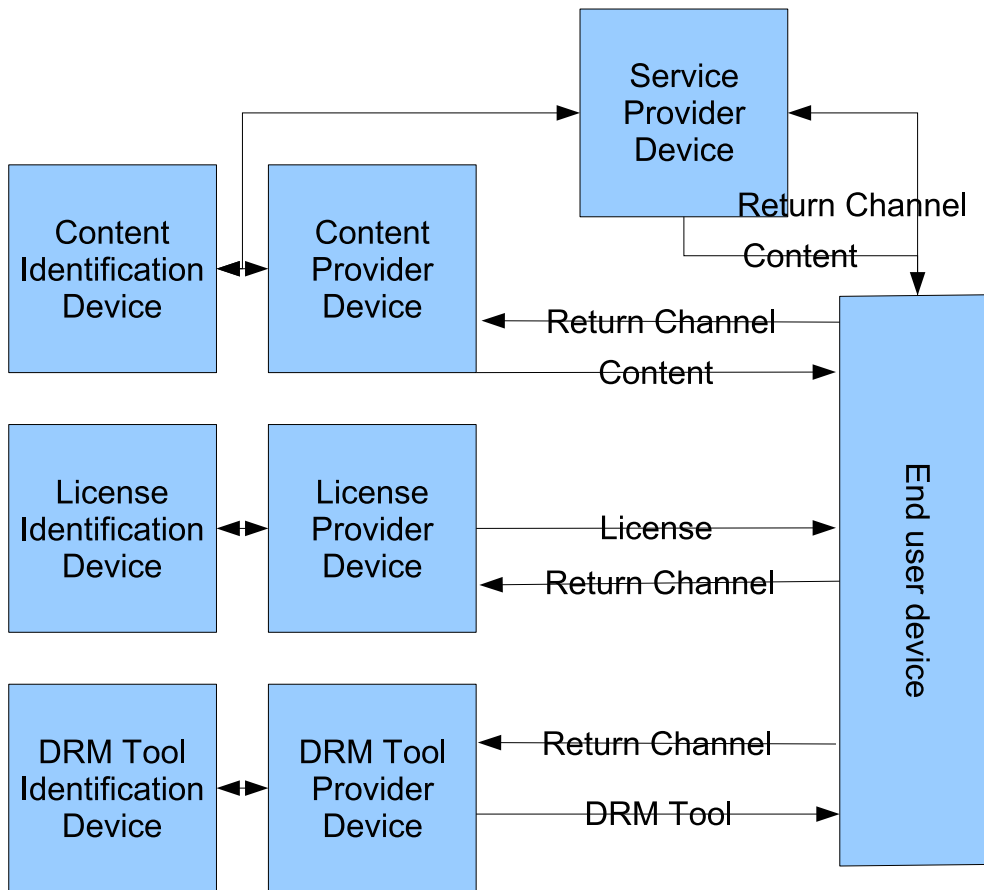 Service
Provider
Device
Return Channel
Content
Content
Identification
Device
Content
Provider
Device
Return Channel
Content
License
Identification
Device
License
Provider
Device
License
Return Channel
End user device
DRM Tool
Identification
Device
DRM Tool
Provider
Device
Return Channel
DRM Tool